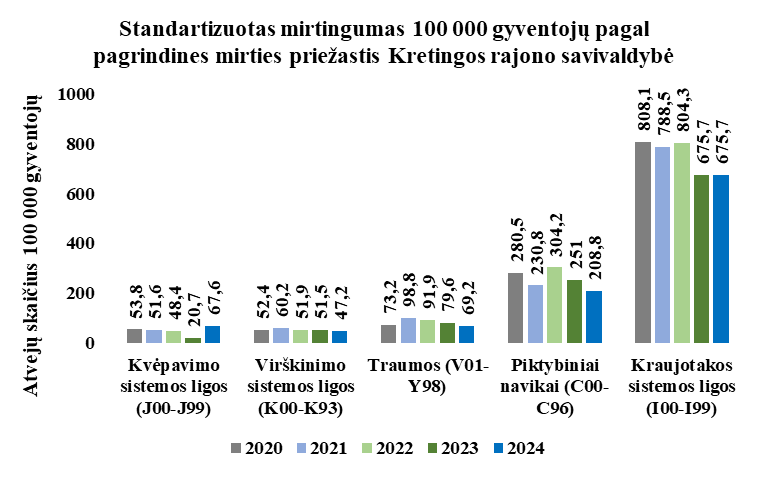 Standartizuotas mirtingumas 100 000 gyventojų pagal
pagrindines mirties priežastis Kretingos rajono savivaldybė
Atvejų skaičius 100 000 gyventojų
1000
800
600
400
200
0
53,8
51,6
48,4
20,7
67,6
52,4
60,2
51,9
51,5
47,2
73,2
98,8
91,9
79,6
69,2
280,5
230,8
304,2
251
208,8
808,1
788,5
804,3
675,7
675,7
Kvėpavimo
sistemos ligos
(J00-J99)
Virškinimo
sistemos ligos
(K00-K93)
Traumos (V01-
Y98)
Piktybiniai
navikai (C00-
C96)
Kraujotakos
sistemos ligos
(I00-I99)
2020
2021
2022
2023
2024